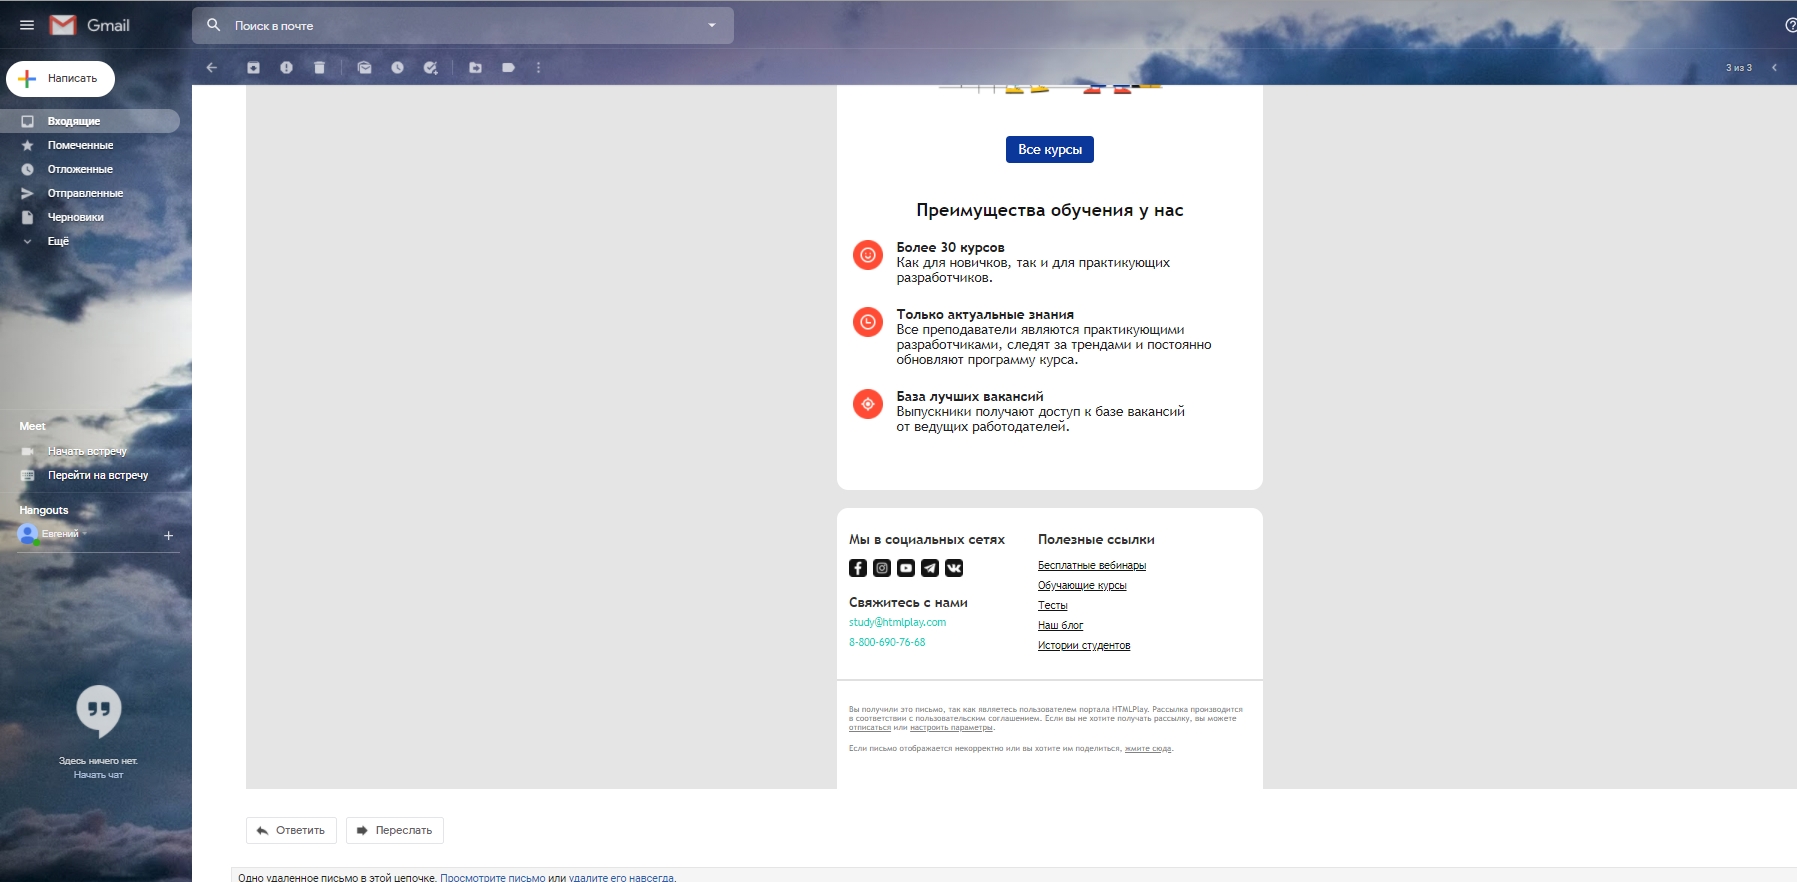 Gmail
Поиск в почте
Написать
3 из 3
Входящие
Помеченные
Отложенные
Отправленные
Черновики
Ещё
Meet
Начать встречу
Перейти на встречу
Hangouts
Евгений
Здесь ничего нет.
Начать чат
Все курсы
Преимущества обучения у нас
Более 30 курсов
Как для новичков, так и для практикующих
разработчиков.
Только актуальные знания
Все преподаватели являются практикующими
разработчиками, следят за трендами и постоянно
обновляют программу курса.
База лучших вакансий
Выпускники получают доступ к базе вакансий
от ведущих работодателей.
Мы в социальных сетях
Свяжитесь с нами
study@htmlplay.com
8-800-690-76-68
Полезные ссылки
Бесплатные вебинары
Обучающие курсы
Тесты
Наш блог
Истории студентов
Вы получили это письмо, так как являетесь пользователем портала HTMLPlay. Рассылка производится
в соответствии с пользовательским соглашением. Если вы не хотите получать рассылку, вы можете
отписаться или настроить параметры.
Если письмо отображается некорректно или вы хотите им поделиться, жмите сюда.
Ответить
Переслать
Одно удаленное письмо в этой цепочке. Просмотрите письмо или удалите его навсегда.